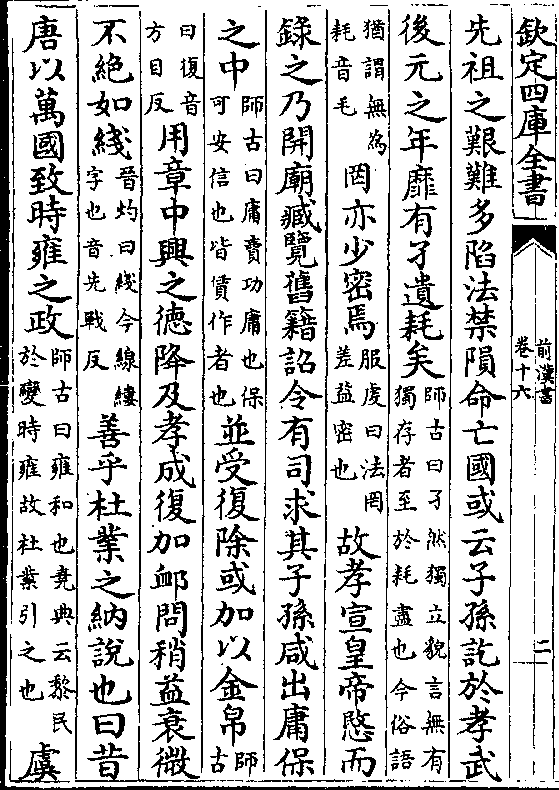 欽定四庫全書
前漢書
卷十六
二
先祖之艱難多陷法禁隕命亡國或云子孫訖於孝武
後元之年靡有孑遺耗矣師古曰孑然獨立貌言無有獨存者至於耗盡也今俗語
猶謂無為耗音毛罔亦少密焉服虔曰法罔差益密也故孝宣皇帝愍而
錄之乃開廟臧覽舊籍詔令有司求其子孫咸出庸保
之中師古曰庸賣功庸也保可安信也皆賃作者也並受復除或加以金帛師古
曰復音方目反用章中興之德降及孝成復加卹問稍益衰微
不絕如綫晉灼曰綫今線縷字也音先戰反善乎杜業之納說也曰昔
唐以萬國致時雍之政師古曰雍和也堯典云黎民於變時雍故杜業引之也虞